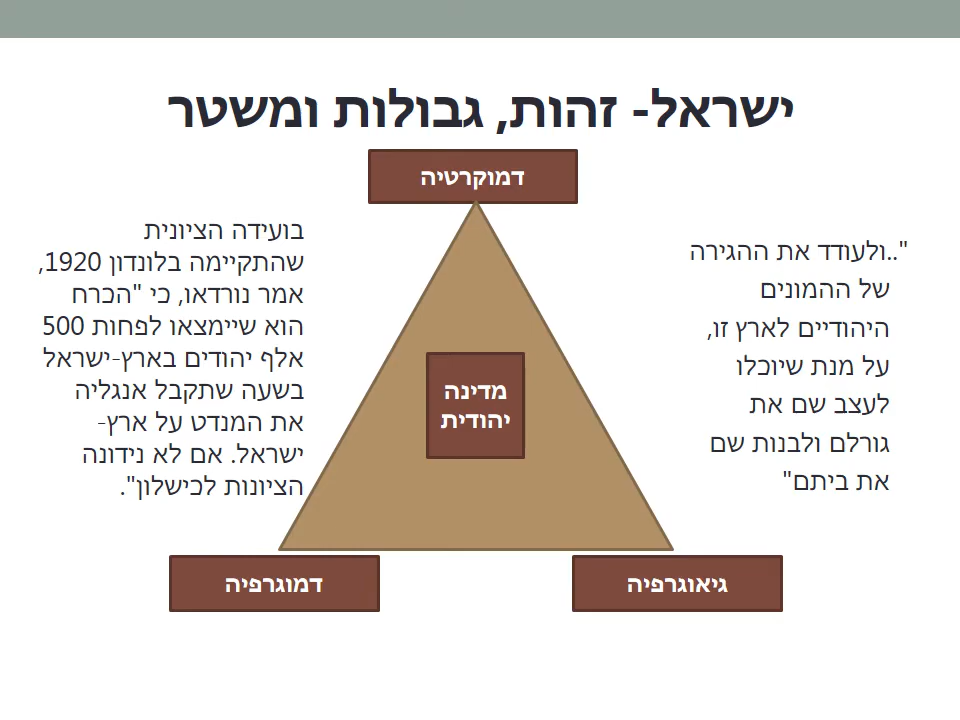 ישראל- זהות, גבולות ומשטר
דמוקרטיה
"..ולעודד את ההגירה
של ההמונים
היהודיים לארץ זו,
על מנת שיוכלו
לעצב שם את
גורלם ולבנות שם
את ביתם"
בועידה הציונית
שהתקיימה בלונדון 1920,
אמר נורדאו, כי "הכרח
הוא שיימצאו לפחות 500
אלף יהודים בארץ-ישראל
בשעה שתקבל אנגליה
את המנדט על ארץ-
ישראל. אם לא נידונה
הציונות לכישלון".
מדינה
יהודית
גיאוגרפיה
דמוגרפיה